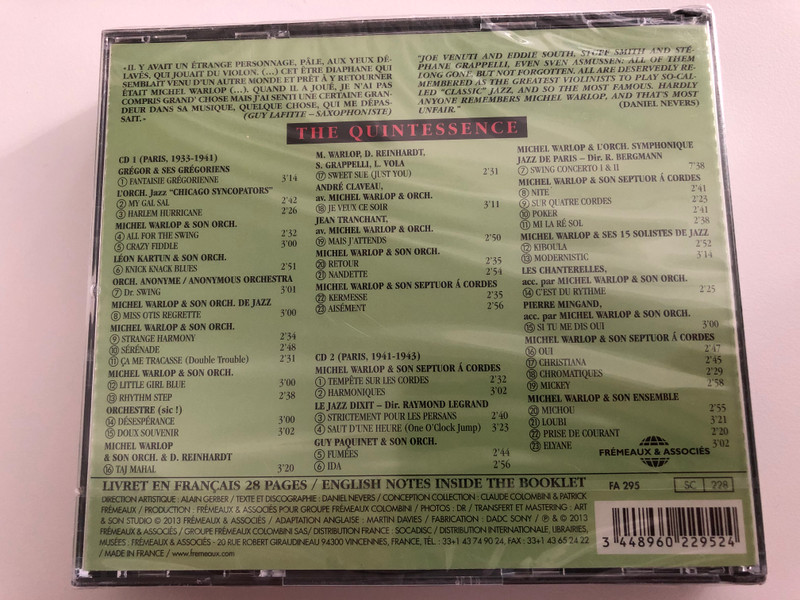 «IL Y AVAIT UN ÉTRANGE PERSONNAGE, PÂLE, AUX YEUX DÉ-
LAVÉS, QUI JOUAIT DU VIOLON. (...) CET ÊTRE DIAPHANE QUI
SEMBLAIT VENU D'UN AUTRE MONDE ET PRÊT À Y RETOURNER
ÉTAIT MICHEL WARLOP (...). QUAND IL A JOUÉ, JE N'AI PAS
COMPRIS GRAND' CHOSE MAIS J'AI SENTI UNE CERTAINE GRAN-
DEUR DANS SA MUSIQUE, QUELQUE CHOSE, QUI ME DÉPAS-
SAIT.»
(GUY LAFITTE – SAXOPHONISTE)
"JOE VENUTI AND EDDIE SOUTH, STUFF SMITH AND STÉ-
PHANE GRAPPELLI, EVEN SVEN ASMUSSEN: ALL OF THEM
LONG GONE, BUT NOT FORGOTTEN. ALL ARE DESERVEDLY RE-
MEMBERED AS THE GREATEST VIOLINISTS TO PLAY SO-CAL-
LED "CLASSIC" JAZZ, AND SO THE MOST FAMOUS. HARDLY
ANYONE REMEMBERS MICHEL WARLOP, AND THAT'S MOST
UNFAIR."
(DANIEL NEVERS)
THE QUINTESSENCE
CD 1 (PARIS, 1933-1941)
GRÉGOR & SES GRÉGORIENS
① FANTAISIE GRÉGORIENNE 3'14
L'ORCH. Jazz "CHICAGO SYNCOPATORS"
② MY GAL SAL 2'42
③ HARLEM HURRICANE 2'26
MICHEL WARLOP & SON ORCH.
④ ALL FOR THE SWING 2'32
⑤ CRAZY FIDDLE 3'00
LÉON KARTUN & SON ORCH.
⑥ KNICK KNACK BLUES 2'51
ORCH. ANONYME / ANONYMOUS ORCHESTRA
⑦ Dr. SWING 3'01
MICHEL WARLOP & SON ORCH. DE JAZZ
⑧ MISS OTIS REGRETTE 3'00
MICHEL WARLOP & SON ORCH.
⑨ STRANGE HARMONY 2'34
⑩ SÉRÉNADE 2'48
⑪ ÇA ME TRACASSE (Double Trouble) 2'31
MICHEL WARLOP & SON ORCH.
⑫ LITTLE GIRL BLUE 3'00
⑬ RHYTHM STEP 2'38
ORCHESTRE (sic !)
⑭ DÉSESPÉRANCE 3'00
⑮ DOUX SOUVENIR 3'02
MICHEL WARLOP
& SON ORCH. & D. REINHARDT
⑯ TAJ MAHAL 3'20
M. WARLOP, D. REINHARDT,
S. GRAPPELLI, L. VOLA
⑰ SWEET SUE (JUST YOU) 2'31
ANDRÉ CLAVEAU,
av. MICHEL WARLOP & ORCH.
⑱ JE VEUX CE SOIR 3'11
JEAN TRANCHANT,
av. MICHEL WARLOP & ORCH.
⑲ MAIS J'ATTENDS 2'50
MICHEL WARLOP & SON ORCH.
⑳ RETOUR 2'35
㉑ NANDETTE 2'54
MICHEL WARLOP & SON SEPTUOR Á CORDES
㉒ KERMESSE 2'35
㉓ AISÉMENT 2'56
CD 2 (PARIS, 1941-1943)
MICHEL WARLOP & SON SEPTUOR Á CORDES
① TEMPÊTE SUR LES CORDES 2'32
② HARMONIQUES 3'02
LE JAZZ DIXIT – Dir. RAYMOND LEGRAND
③ STRICTEMENT POUR LES PERSANS 2'40
④ SAUT D'UNE HEURE (One O'Clock Jump) 3'23
GUY PAQUINET & SON ORCH.
⑤ FUMÉES 2'44
⑥ IDA 2'56
MICHEL WARLOP & L'ORCH. SYMPHONIQUE
JAZZ DE PARIS – Dir. R. BERGMANN
⑦ SWING CONCERTO I & II 7'38
MICHEL WARLOP & SON SEPTUOR Á CORDES
⑧ NITE 2'41
⑨ SUR QUATRE CORDES 2'23
⑩ POKER 2'41
⑪ MI LA RÉ SOL 2'38
MICHEL WARLOP & SES 15 SOLISTES DE JAZZ
⑫ KIBOULA 2'52
⑬ MODERNISTIC 3'14
LES CHANTERELLES,
acc. par MICHEL WARLOP & SON ORCH.
⑭ C'EST DU RYTHME 2'25
PIERRE MINGAND,
acc. par MICHEL WARLOP & SON ORCH.
⑮ SI TU ME DIS OUI 3'00
MICHEL WARLOP & SON SEPTUOR Á CORDES
⑯ OUI 2'47
⑰ CHRISTIANA 2'45
⑱ CHROMATIQUES 2'29
⑲ MICKEY 2'58
MICHEL WARLOP & SON ENSEMBLE
⑳ MICHOU 2'55
㉑ LOUBI 3'21
㉒ PRISE DE COURANT 2'20
㉓ ELYANE 3'02
FRÉMEAUX & ASSOCIÉS
LIVRET EN FRANÇAIS 28 PAGES / ENGLISH NOTES INSIDE THE BOOKLET
FA 295
SC 228
DIRECTION ARTISTIQUE : ALAIN GERBER / TEXTE ET DISCOGRAPHIE : DANIEL NEVERS / CONCEPTION COLLECTION : CLAUDE COLOMBINI & PATRICK
FRÉMEAUX / PRODUCTION : FRÉMEAUX & ASSOCIÉS POUR GROUPE FRÉMEAUX COLOMBINI / PHOTOS : DR / TRANSFERT ET MASTERING : ART
& SON STUDIO © 2013 FRÉMEAUX & ASSOCIÉS / ADAPTATION ANGLAISE : MARTIN DAVIES / FABRICATION : DADC SONY / ℗ & © 2013
FRÉMEAUX & ASSOCIÉS / GROUPE FRÉMEAUX COLOMBINI SAS / DISTRIBUTION FRANCE : SOCADISC / DISTRIBUTION INTERNATIONALE, LIBRAIRIES,
MUSÉES : FRÉMEAUX & ASSOCIÉS – 20 RUE ROBERT GIRAUDINEAU 94300 VINCENNES, FRANCE, TÉL. : 33+1 43 74 90 24, FAX : 33+1 43 65 24 22
/ MADE IN FRANCE / www.fremeaux.com
3 448960 229524